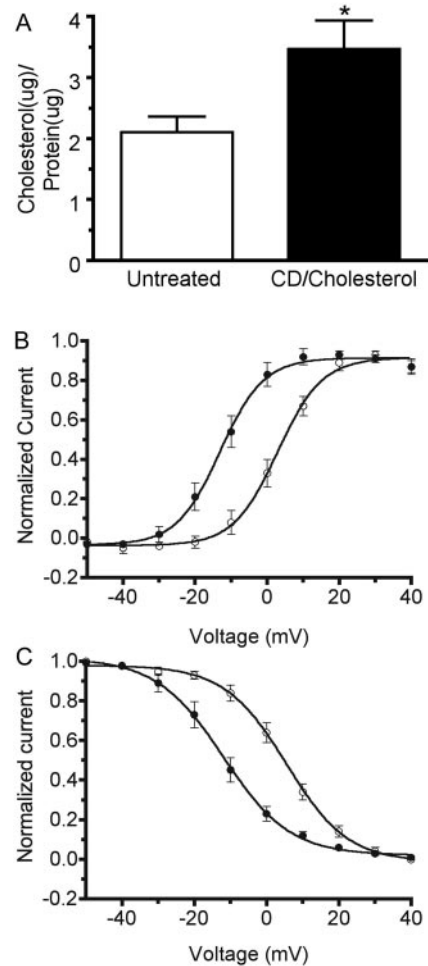 A
Cholesterol(ug)/
Protein(ug)
4
3
2
1
0
*
Untreated
CD/Cholesterol
B
Normalized Current
1.0
0.8
0.6
0.4
0.2
0.0
-0.2
-40
-20
0
20
40
Voltage (mV)
C
Normalized current
1.0
0.8
0.6
0.4
0.2
0.0
-0.2
-40
-20
0
20
40
Voltage (mV)